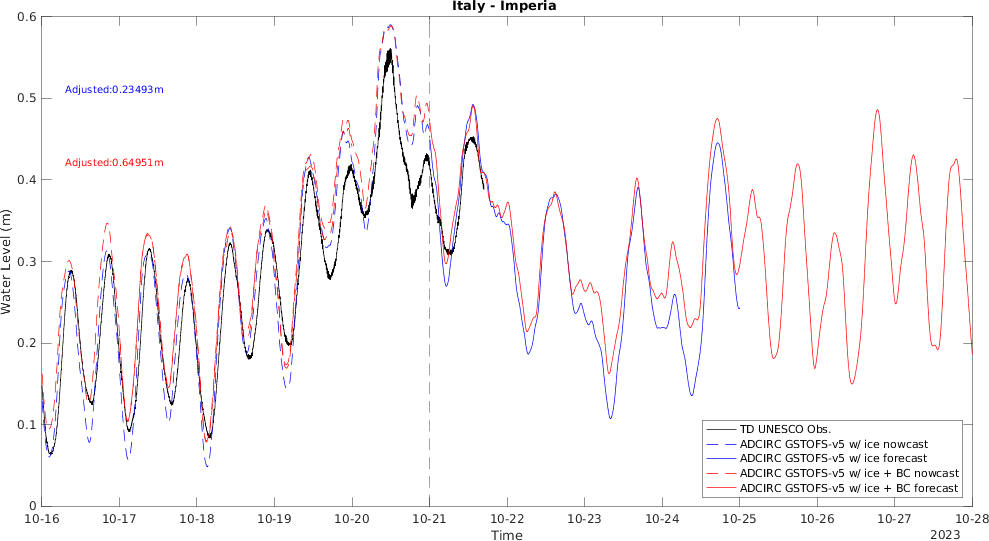 Italy - Imperia
0.6
0.5
0.4
0.3
0.2
0.1
0
Water Level (m)
Adjusted:0.23493m
Adjusted:0.64951m
TD UNESCO Obs.
ADCIRC GSTOFS-v5 w/ ice nowcast
ADCIRC GSTOFS-v5 w/ ice forecast
ADCIRC GSTOFS-v5 w/ ice + BC nowcast
ADCIRC GSTOFS-v5 w/ ice + BC forecast
10-16 10-17 10-18 10-19 10-20 10-21 10-22 10-23 10-24 10-25 10-26 10-27 10-28
Time
2023